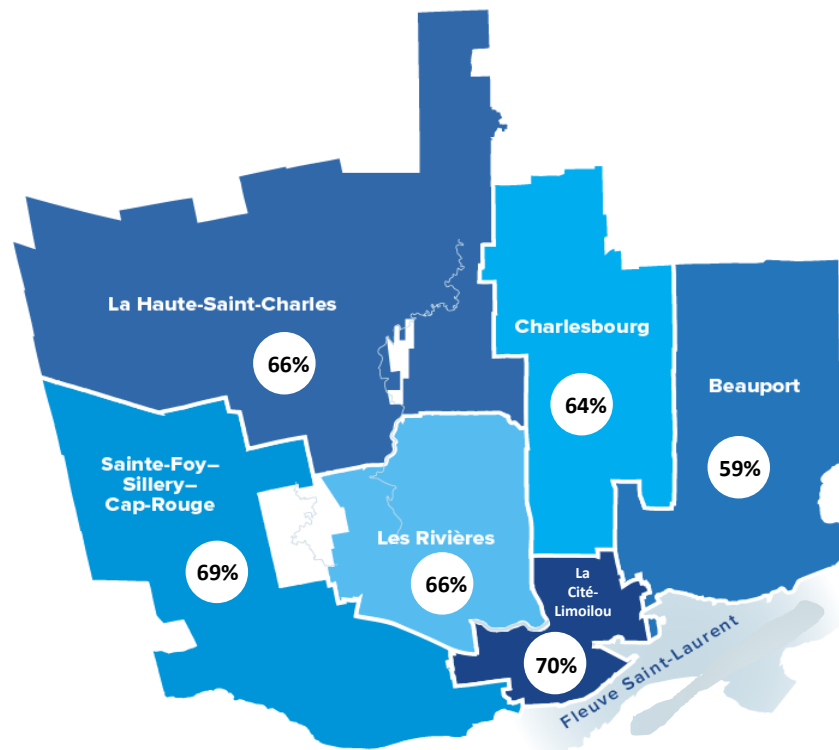 La Haute-Saint-Charles
66%
Charlesbourg
64%
Beauport
59%
Sainte-Foy–
Sillery–
Cap-Rouge
69%
Les Rivières
66%
La
Cité-
Limoilou
70%
Fleuve Saint-Laurent